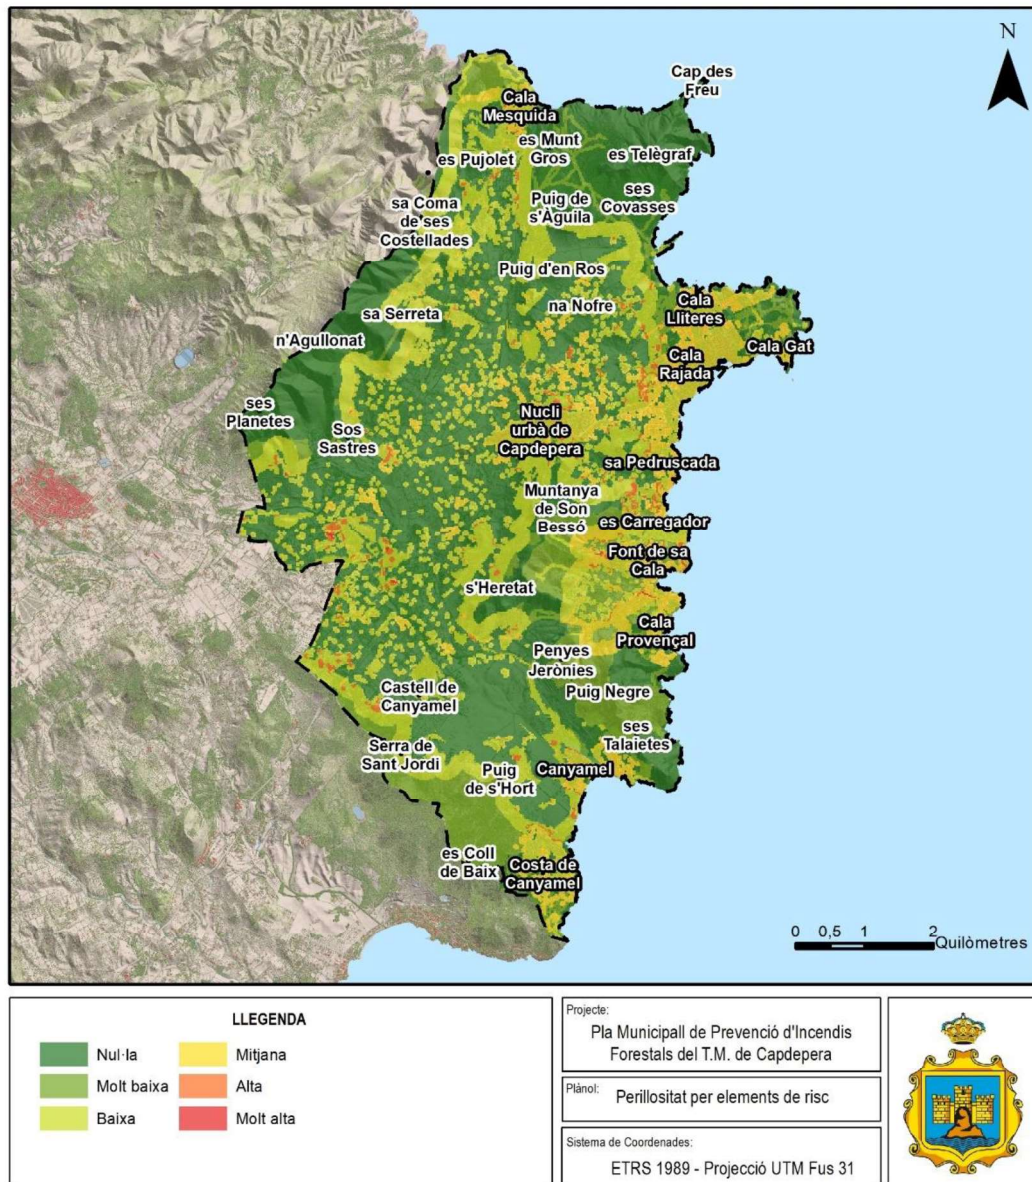 N
Cap des
Freu
Cala
Mesquida
es Munt
Gros
es Telègraf
es Pujolet
ses
Covasses
sa Coma
de ses
Costellades
Puig de
s'Àguila
Puig d'en Ros
na Nofre
Cala
Lliteres
sa Serreta
n'Agullonat
Cala Gat
Cala
Rajada
ses
Planetes
Sos
Sastres
Nucli
urbà de
Capdepera
sa Pedruscada
Muntanya
de Son
Bessó
es Carregador
Font de sa
Cala
s'Heretat
Cala
Provençal
Penyes
Jerònies
Puig Negre
Castell de
Canyamel
ses
Talaietes
Serra de
Sant Jordi
Puig
de s'Hort
Canyamel
es Coll
de Baix
Costa de
Canyamel
0 0,5 1 2
Quilòmetres
LLEGENDA
Nul·la
Molt baixa
Baixa
Mitjana
Alta
Molt alta
Projecte:
Pla Municipall de Prevenció d'Incendis
Forestals del T.M. de Capdepera
Plànol:
Perillositat per elements de risc
Sistema de Coordenades:
ETRS 1989 - Projecció UTM Fus 31